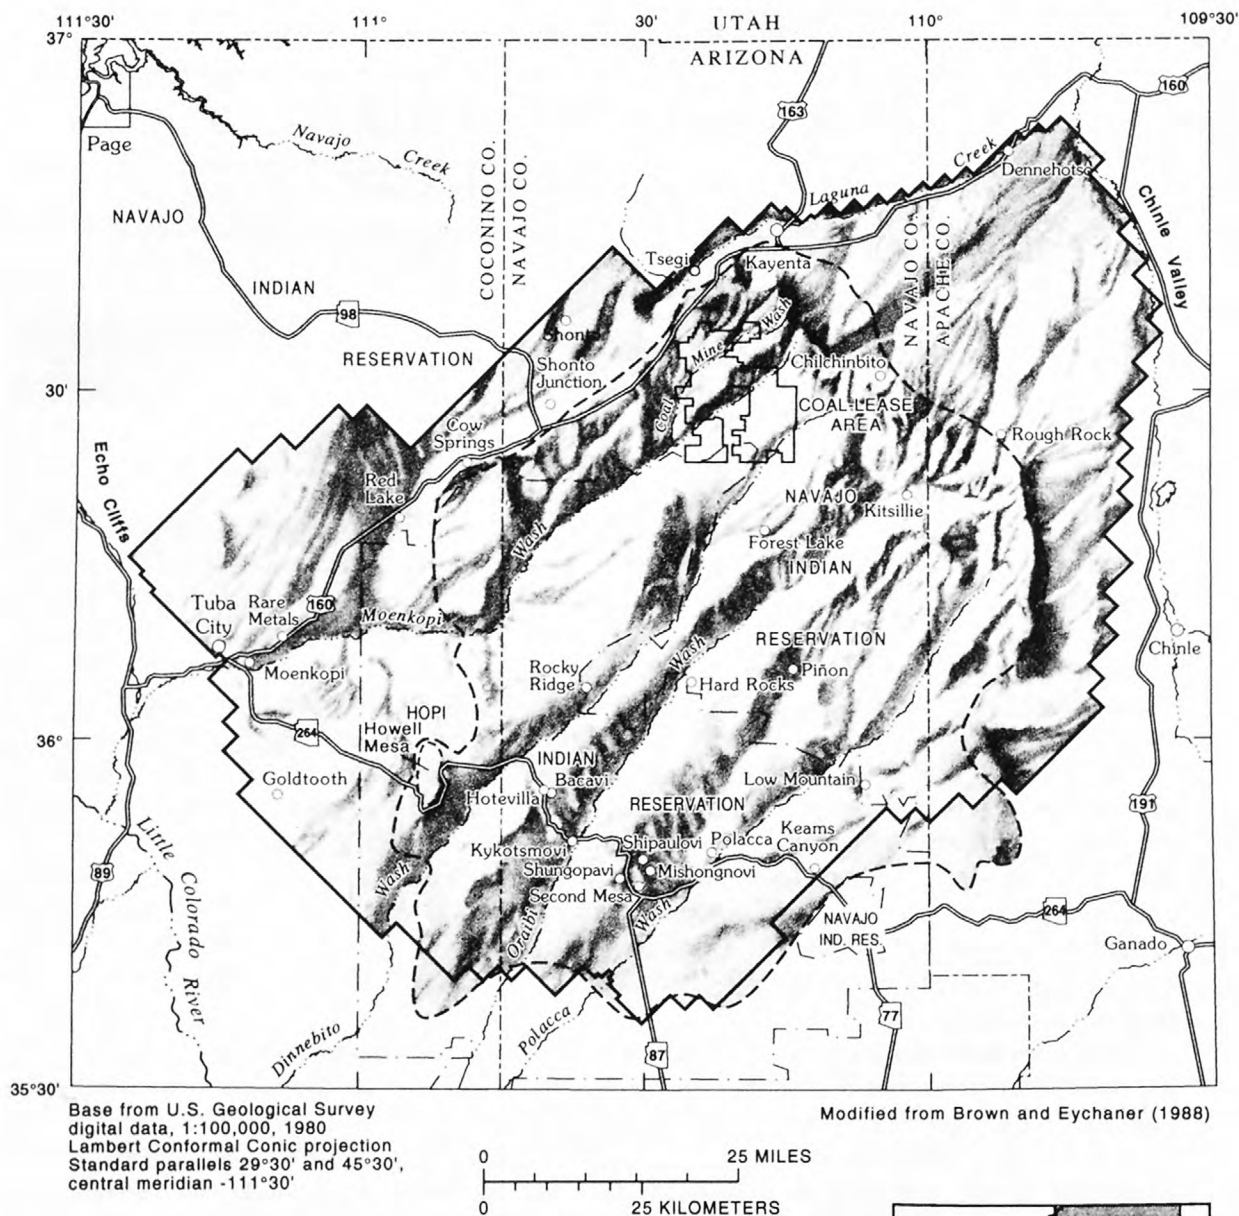 111°30'
111°
30'
UTAH
110°
109°30'
37°
ARIZONA
160
163
Page
Navajo
Creek
COCONINO CO.
NAVAJO CO.
Creek
Laguna
Dennehotso
NAVAJO
Chinle Valley
Tsegi
Kayenta
NAVAJO CO.
APACHE CO.
INDIAN
98
Shonto
Wash
Mine
Coal
RESERVATION
Shonto
Junction
Chilchinbito
30'
COAL-LEASE
AREA
Cow
Springs
Rough Rock
Echo Cliffs
Red
Lake
NAVAJO
Kitsillie
Wash
Forest Lake
INDIAN
Tuba
City
Rare
Metals
160
Moenkopi
RESERVATION
Chinle
Moenkopi
Rocky
Ridge
Wash
Hard Rocks
Piñon
HOPI
264
Howell
Mesa
36°
INDIAN
Goldtooth
Bacavi
Low Mountain
Hotevilla
RESERVATION
191
Little Colorado River
Kykotsmovi
Shipaulovi
Polacca
Keams
Canyon
89
Wash
Shungopavi
Mishongnovi
Second Mesa
264
Oraibi
Wash
NAVAJO
IND. RES.
Ganado
Dinnebito
Polacca
77
87
35°30'
Base from U.S. Geological Survey
digital data, 1:100,000, 1980
Lambert Conformal Conic projection
Standard parallels 29°30' and 45°30',
central meridian -111°30'
Modified from Brown and Eychaner (1988)
0
25 MILES
0
25 KILOMETERS